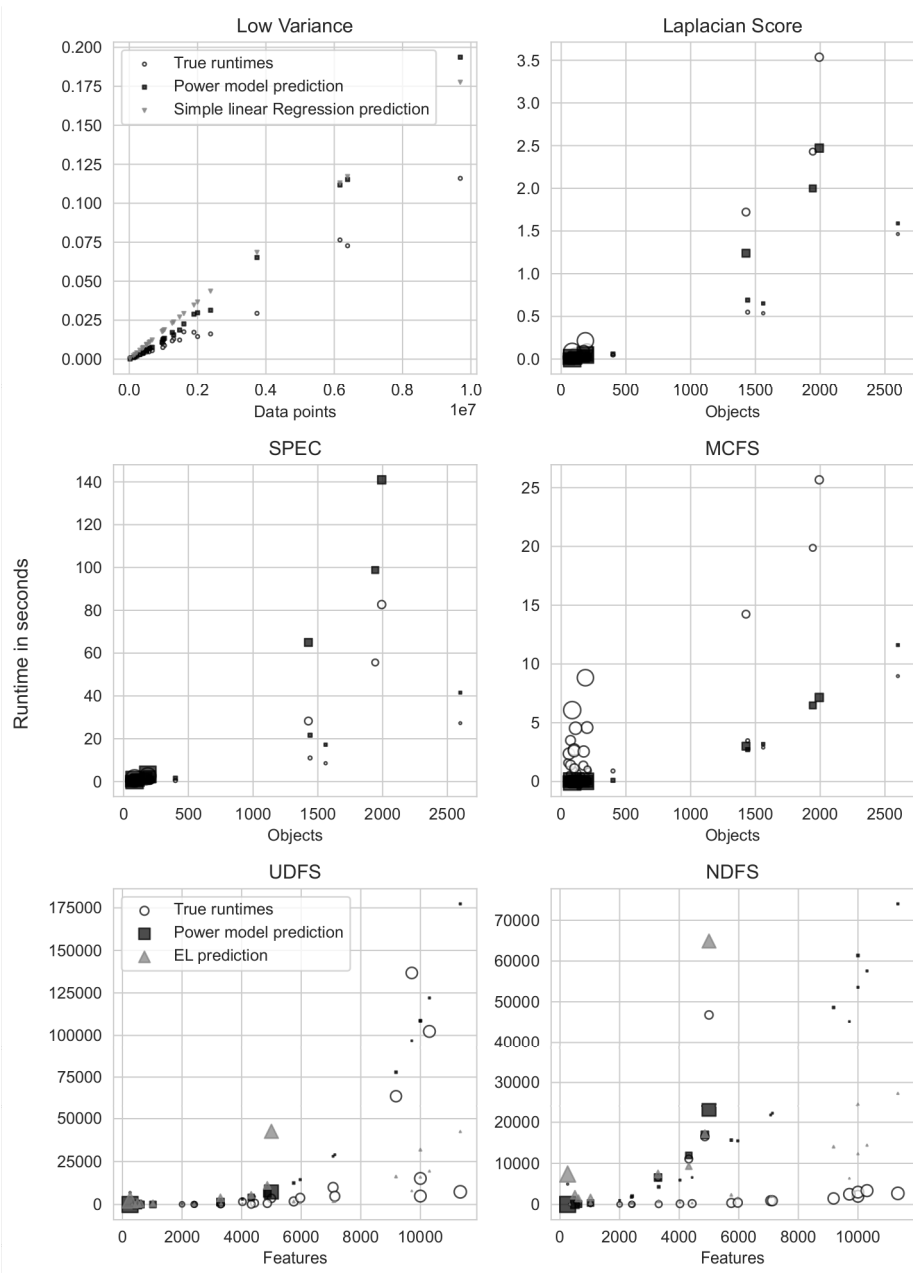 Low Variance
0.200
0.175
0.150
0.125
0.100
0.075
0.050
0.025
0.000
True runtimes
Power model prediction
Simple linear Regression prediction
0.0 0.2 0.4 0.6 0.8 1.0
1e7
Data points
Laplacian Score
3.5
3.0
2.5
2.0
1.5
1.0
0.5
0.0
0 500 1000 1500 2000 2500
Objects
Runtime in seconds
SPEC
140
120
100
80
60
40
20
0
0 500 1000 1500 2000 2500
Objects
MCFS
25
20
15
10
5
0
0 500 1000 1500 2000 2500
Objects
UDFS
175000
150000
125000
100000
75000
50000
25000
0
True runtimes
Power model prediction
EL prediction
0 2000 4000 6000 8000 10000
Features
NDFS
70000
60000
50000
40000
30000
20000
10000
0
0 2000 4000 6000 8000 10000
Features